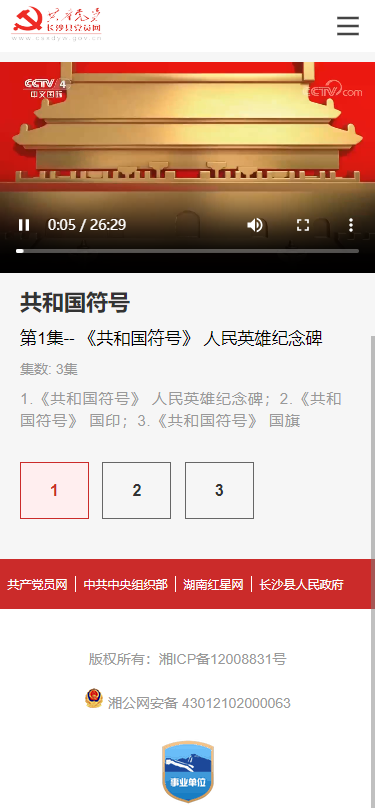 共产党员
长沙县党员网
CCTV 4
中文国际
CCTV.com
0:05 / 26:29
共和国符号
第1集-- 《共和国符号》 人民英雄纪念碑
集数: 3集
1.《共和国符号》 人民英雄纪念碑；2.《共和
国符号》 国印；3.《共和国符号》 国旗
1 2 3
共产党员网 中共中央组织部 湖南红星网 长沙县人民政府
版权所有：湘ICP备12008831号
湘公网安备 43012102000063
事业单位